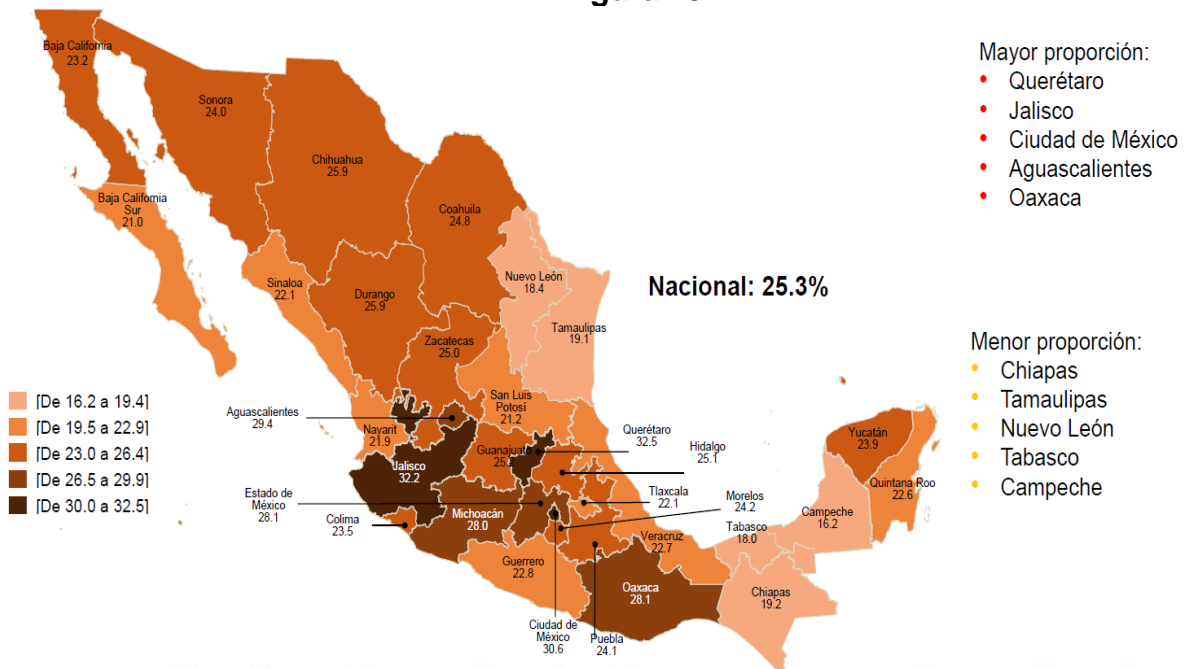 Baja California
23.2
Sonora
24.0
Chihuahua
25.9
Coahuila
24.8
Baja California
Sur
21.0
Sinaloa
22.1
Durango
25.9
Nuevo León
18.4
Tamaulipas
19.1
Zacatecas
25.0
San Luis
Potosí
21.2
Nacional: 25.3%
Mayor proporción:
• Querétaro
• Jalisco
• Ciudad de México
• Aguascalientes
• Oaxaca
Menor proporción:
• Chiapas
• Tamaulipas
• Nuevo León
• Tabasco
• Campeche
[De 16.2 a 19.4]
[De 19.5 a 22.9]
[De 23.0 a 26.4]
[De 26.5 a 29.9]
[De 30.0 a 32.5]
Aguascalientes
29.4
Nayarit
21.9
Jalisco
32.2
Guanajuato
25.2
Querétaro
32.5
Hidalgo
25.1
Estado de
México
28.1
Colima
23.5
Michoacán
28.0
Tlaxcala
22.1
Morelos
24.2
Veracruz
22.7
Guerrero
22.8
Ciudad de
México
30.6
Puebla
24.1
Oaxaca
28.1
Tabasco
18.0
Chiapas
19.2
Campeche
16.2
Yucatán
23.9
Quintana Roo
22.6